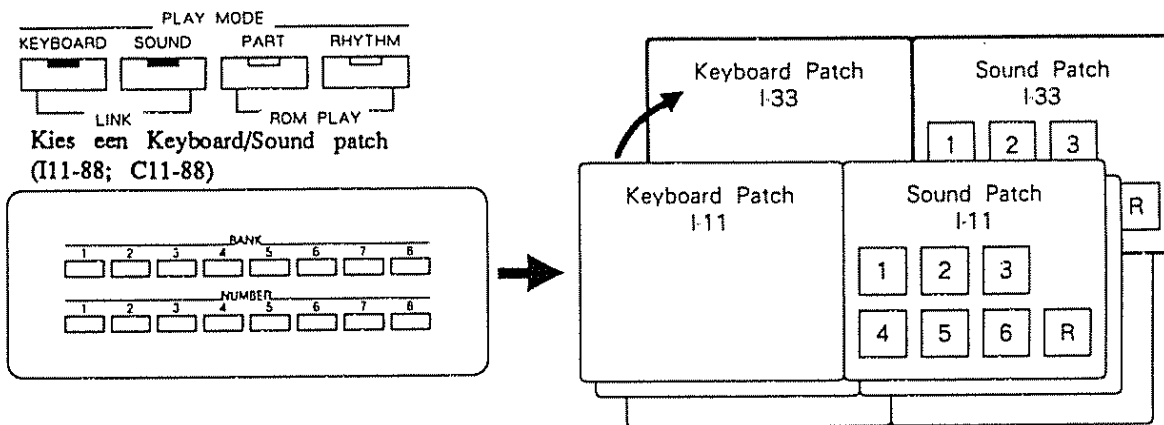 PLAY MODE
KEYBOARD SOUND PART RHYTHM
LINK ROM PLAY
Kies een Keyboard/Sound patch
(I11-88; C11-88)
BANK
1 2 3 4 5 6 7 8
NUMBER
1 2 3 4 5 6 7 8
Keyboard Patch
I-33
Sound Patch
I-33
1 2 3
R
Keyboard Patch
I-11
Sound Patch
I-11
1 2 3
4 5 6 R